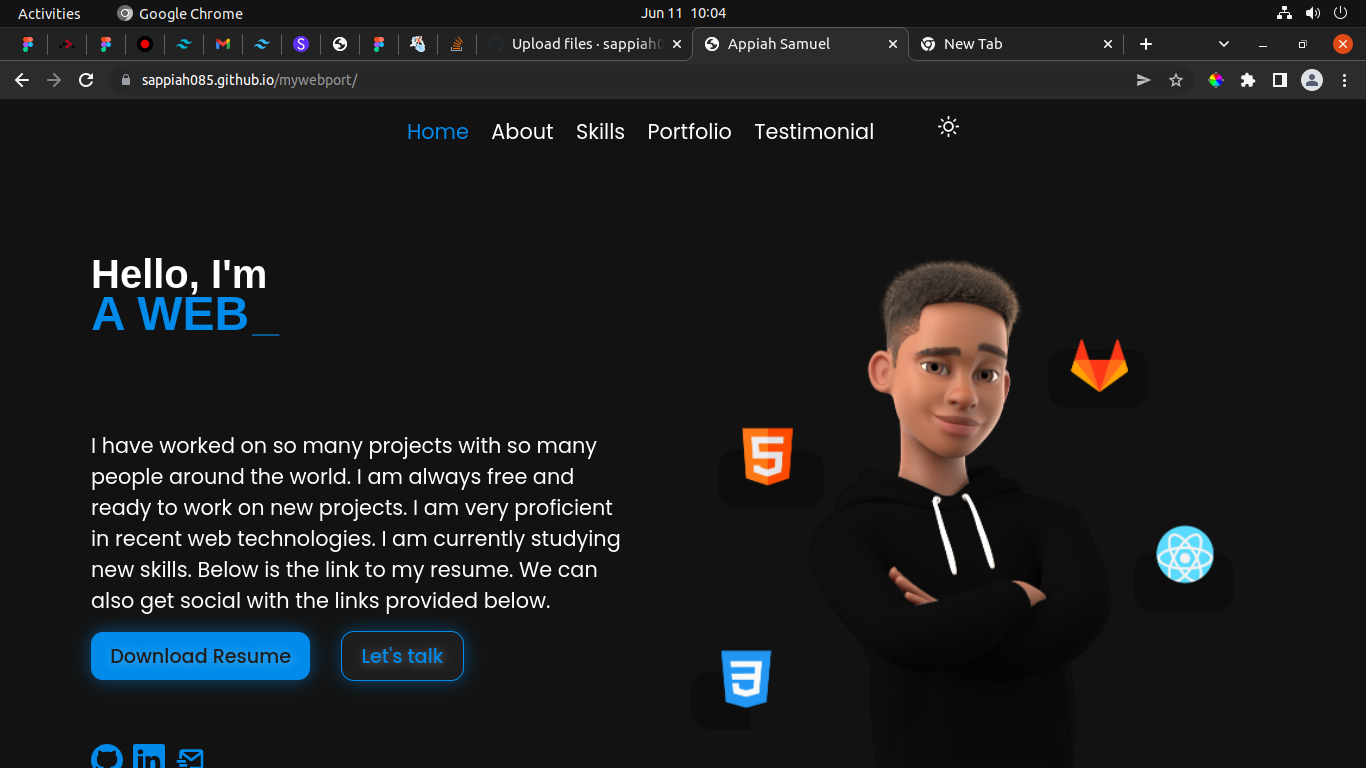 Activities
Google Chrome
Jun 11 10:04
Upload files · sappiah0
Appiah Samuel
New Tab
sappiah085.github.io/mywebport/
Home
About
Skills
Portfolio
Testimonial
Hello, I'm
A WEB_
I have worked on so many projects with so many
people around the world. I am always free and
ready to work on new projects. I am very proficient
in recent web technologies. I am currently studying
new skills. Below is the link to my resume. We can
also get social with the links provided below.
Download Resume
Let's talk